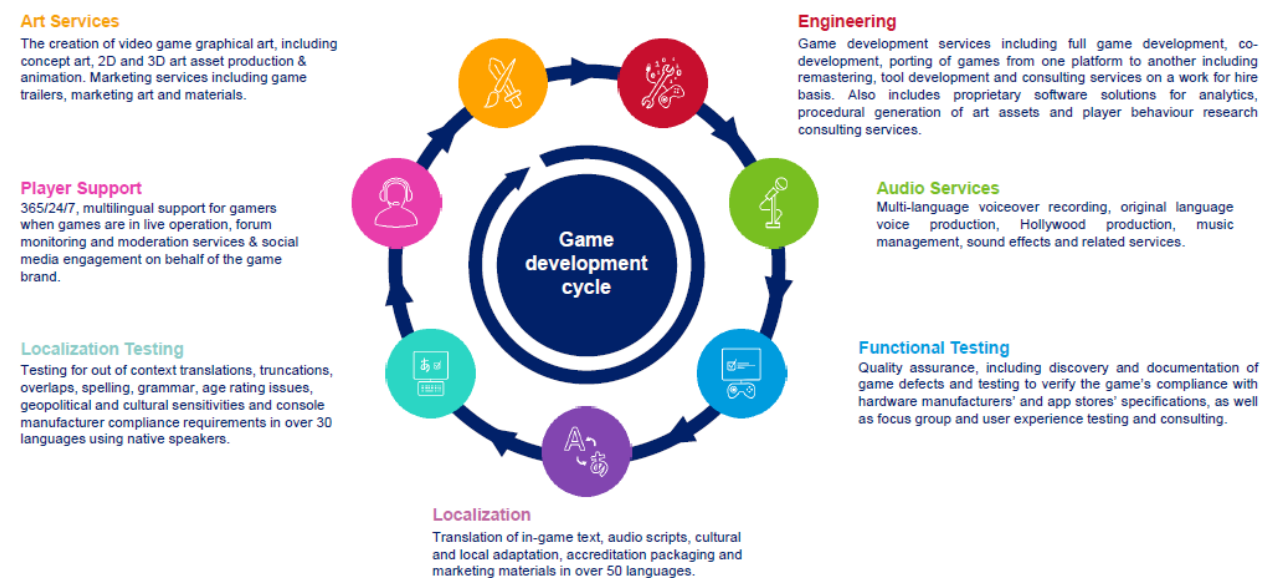 Art Services
The creation of video game graphical art, including
concept art, 2D and 3D art asset production &
animation. Marketing services including game
trailers, marketing art and materials.
Engineering
Game development services including full game development, co-
development, porting of games from one platform to another including
remastering, tool development and consulting services on a work for hire
basis. Also includes proprietary software solutions for analytics,
procedural generation of art assets and player behaviour research
consulting services.
Player Support
365/24/7, multilingual support for gamers
when games are in live operation, forum
monitoring and moderation services & social
media engagement on behalf of the game
brand.
Audio Services
Multi-language voiceover recording, original language
voice production, Hollywood production, music
management, sound effects and related services.
Game
development
cycle
Localization Testing
Testing for out of context translations, truncations,
overlaps, spelling, grammar, age rating issues,
geopolitical and cultural sensitivities and console
manufacturer compliance requirements in over 30
languages using native speakers.
あ
Functional Testing
Quality assurance, including discovery and documentation of
game defects and testing to verify the game's compliance with
hardware manufacturers' and app stores' specifications, as well
as focus group and user experience testing and consulting.
A
あ
Localization
Translation of in-game text, audio scripts, cultural
and local adaptation, accreditation packaging and
marketing materials in over 50 languages.